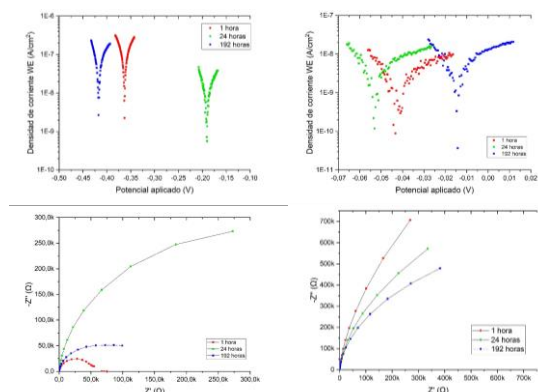 1E-5
1E-6
1E-7
1E-8
1E-9
1E-10
Densidad de corriente WE (A/cm²)
1 hora
24 horas
192 horas
-0,50 -0,45 -0,40 -0,35 -0,30 -0,25 -0,20 -0,15 -0,10
Potencial aplicado (V)
1E-7
1E-8
1E-9
1E-10
1E-11
Densidad de corriente WE (A/cm²)
1 hora
24 horas
192 horas
-0,07 -0,06 -0,05 -0,04 -0,03 -0,02 -0,01 0,00 0,01 0,02
Potencial aplicado (V)
300,0k
250,0k
200,0k
150,0k
100,0k
50,0k
0,0
-Z'' (Ω)
1 hora
24 horas
192 horas
0,0 50,0k 100,0k 150,0k 200,0k 250,0k 300,0k
Z' (Ω)
700k
600k
500k
400k
300k
200k
100k
0
-Z'' (Ω)
1 hora
24 horas
192 horas
0 100k 200k 300k 400k 500k 600k 700k
Z' (Ω)